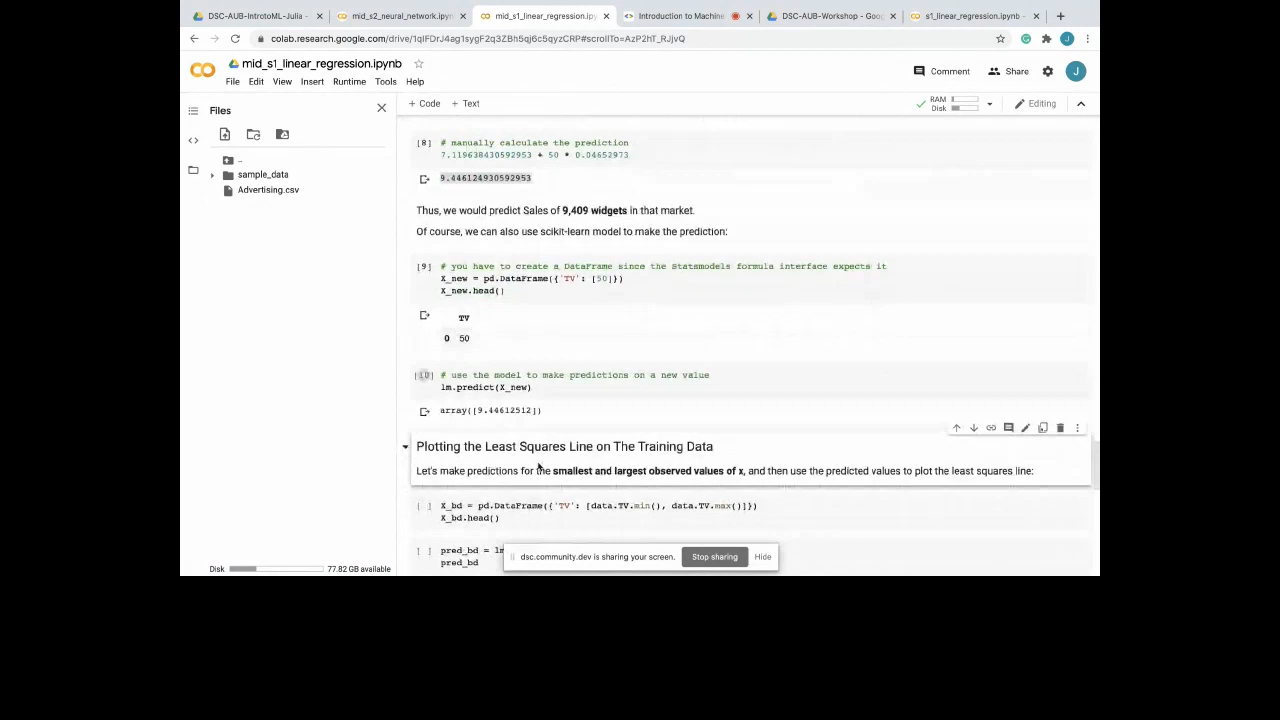 DSC-AUB-IntrotoML-Julia -
mid_s2_neural_network.ipyn
mid_s1_linear_regression.ipynb
Introduction to Machine
DSC-AUB-Workshop - Goog
s1_linear_regression.ipynb -
colab.research.google.com/drive/1qIFDrJ4ag1sygF2q3ZBh5qj6c5qyzCRP#scrollTo=AzP2hT_RJjvQ
J
mid_s1_linear_regression.ipynb
File Edit View Insert Runtime Tools Help
Comment
Share
J
Files
+ Code + Text
RAM
Disk
Editing
..
sample_data
Advertising.csv
[8] # manually calculate the prediction
7.119638430592953 + 50 * 0.04652973
9.446124930592953
Thus, we would predict Sales of 9,409 widgets in that market.
Of course, we can also use scikit-learn model to make the prediction:
[9] # you have to create a DataFrame since the Statsmodels formula interface expects it
X_new = pd.DataFrame({'TV': [50]})
X_new.head()
TV
0 50
[10] # use the model to make predictions on a new value
lm.predict(X_new)
array([9.44612512])
Plotting the Least Squares Line on The Training Data
Let's make predictions for the smallest and largest observed values of x, and then use the predicted values to plot the least squares line:
[ ] X_bd = pd.DataFrame({'TV': [data.TV.min(), data.TV.max()]})
X_bd.head()
[ ] pred_bd = lm
pred_bd
dsc.community.dev is sharing your screen.
Stop sharing
Hide
Disk
77.82 GB available